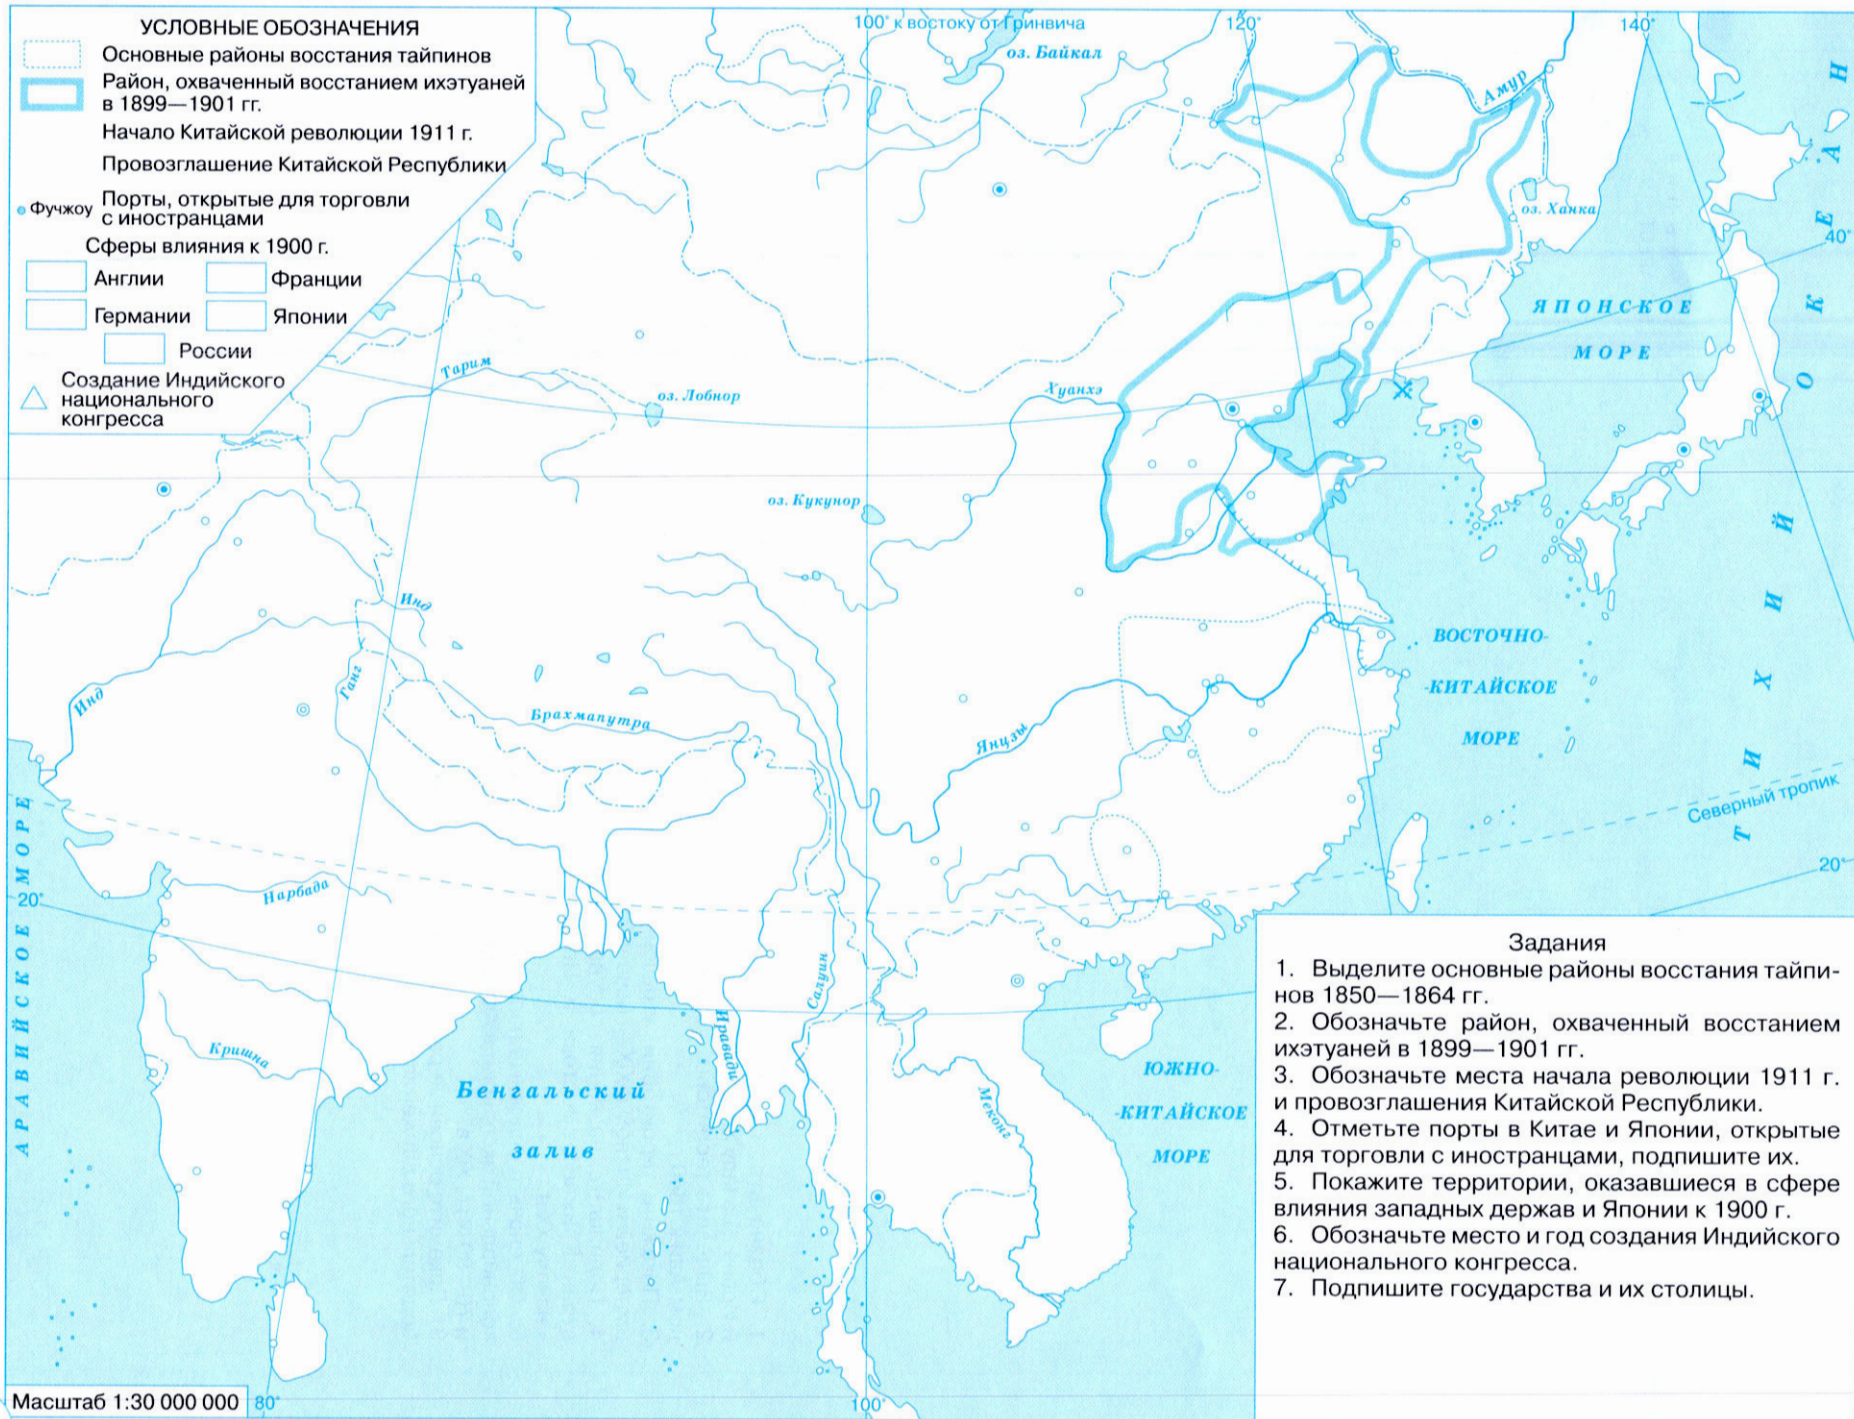 УСЛОВНЫЕ ОБОЗНАЧЕНИЯ
Основные районы восстания тайпинов
Район, охваченный восстанием ихэтуаней
в 1899—1901 гг.
Начало Китайской революции 1911 г.
Провозглашение Китайской Республики
Фучжоу
Порты, открытые для торговли
с иностранцами
Сферы влияния к 1900 г.
Англии
Франции
Германии
Японии
России
Создание Индийского
национального
конгресса
100° к востоку от Гринвича
120°
140°
оз. Байкал
Амур
оз. Ханка
40°
ЯПОНСКОЕ
МОРЕ
ТИХИЙ ОКЕАН
Тарим
оз. Лобнор
Хуанхэ
оз. Кукунор
Инд
Ганг
Инд
Брахмапутра
Янцзы
ВОСТОЧНО-
-КИТАЙСКОЕ
МОРЕ
Северный тропик
20°
АРАВИЙСКОЕ МОРЕ
20°
Нарбада
Кришна
Салуин
Иравади
Меконг
Бенгальский
залив
ЮЖНО-
-КИТАЙСКОЕ
МОРЕ
Задания
1. Выделите основные районы восстания тайпи-
нов 1850—1864 гг.
2. Обозначьте район, охваченный восстанием
ихэтуаней в 1899—1901 гг.
3. Обозначьте места начала революции 1911 г.
и провозглашения Китайской Республики.
4. Отметьте порты в Китае и Японии, открытые
для торговли с иностранцами, подпишите их.
5. Покажите территории, оказавшиеся в сфере
влияния западных держав и Японии к 1900 г.
6. Обозначьте место и год создания Индийского
национального конгресса.
7. Подпишите государства и их столицы.
Масштаб 1:30 000 000
80°
100°